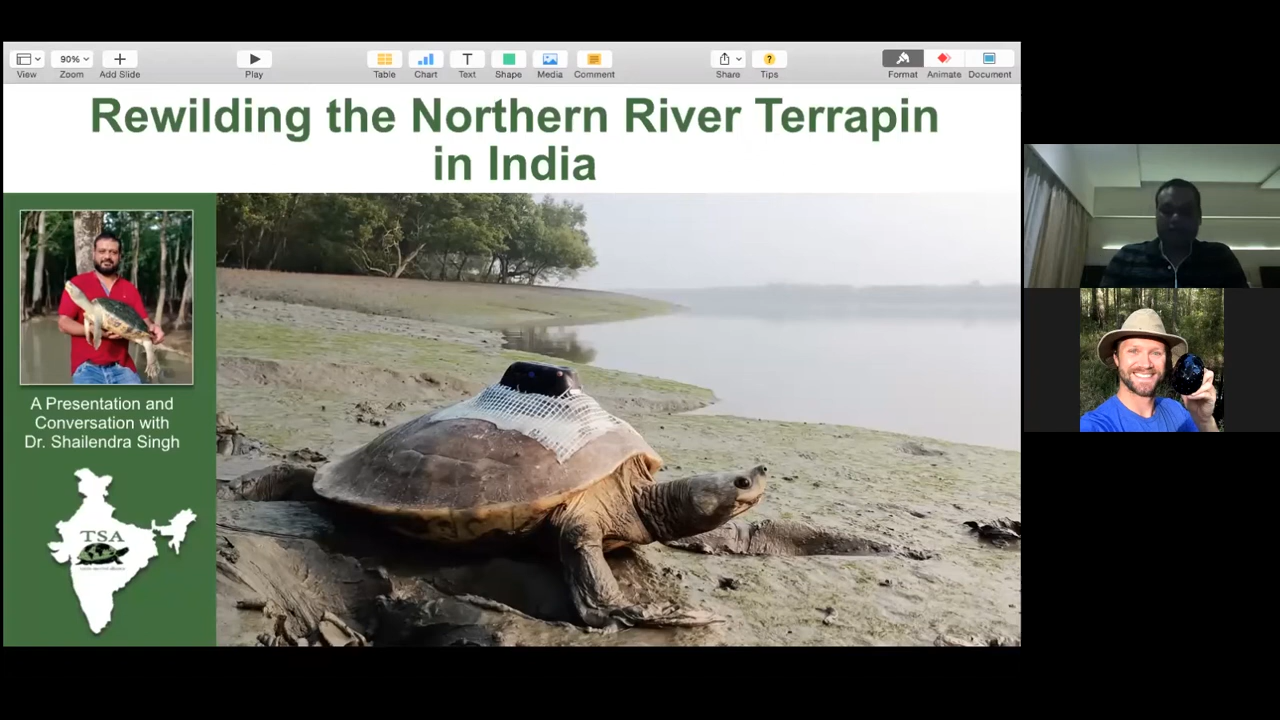 90%
View
Zoom
Add Slide
Play
Table
Chart
Text
Shape
Media
Comment
Share
Tips
Format
Animate
Document
Rewilding the Northern River Terrapin
in India
A Presentation and
Conversation with
Dr. Shailendra Singh
TSA